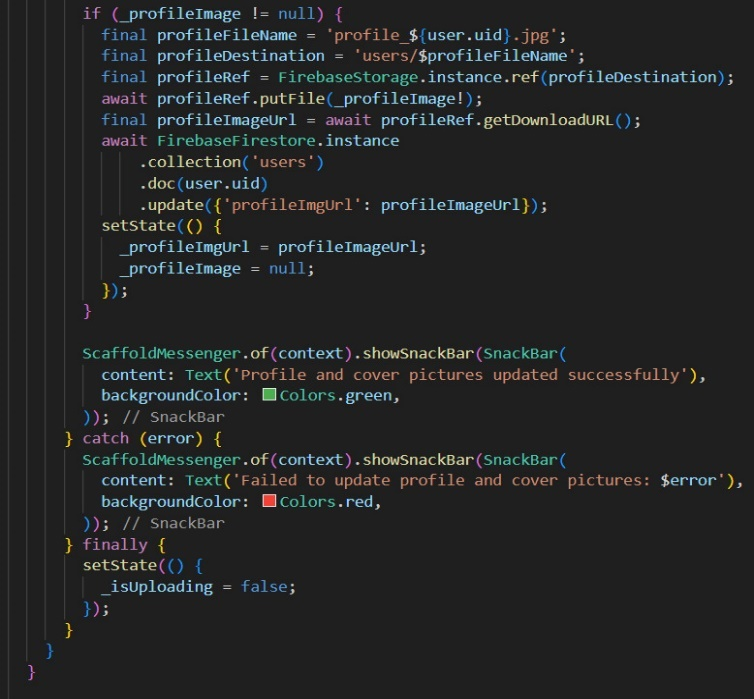 if (_profileImage != null) {
final profileFileName = 'profile_${user.uid}.jpg';
final profileDestination = 'users/$profileFileName';
final profileRef = FirebaseStorage.instance.ref(profileDestination);
await profileRef.putFile(_profileImage!);
final profileImageUrl = await profileRef.getDownloadURL();
await FirebaseFirestore.instance
.collection('users')
.doc(user.uid)
.update({'profileImgUrl': profileImageUrl});
setState(() {
_profileImgUrl = profileImageUrl;
_profileImage = null;
});
}
ScaffoldMessenger.of(context).showSnackBar(SnackBar(
content: Text('Profile and cover pictures updated successfully'),
backgroundColor: Colors.green,
)); // SnackBar
} catch (error) {
ScaffoldMessenger.of(context).showSnackBar(SnackBar(
content: Text('Failed to update profile and cover pictures: $error'),
backgroundColor: Colors.red,
)); // SnackBar
} finally {
setState(() {
_isUploading = false;
});
}
}
}